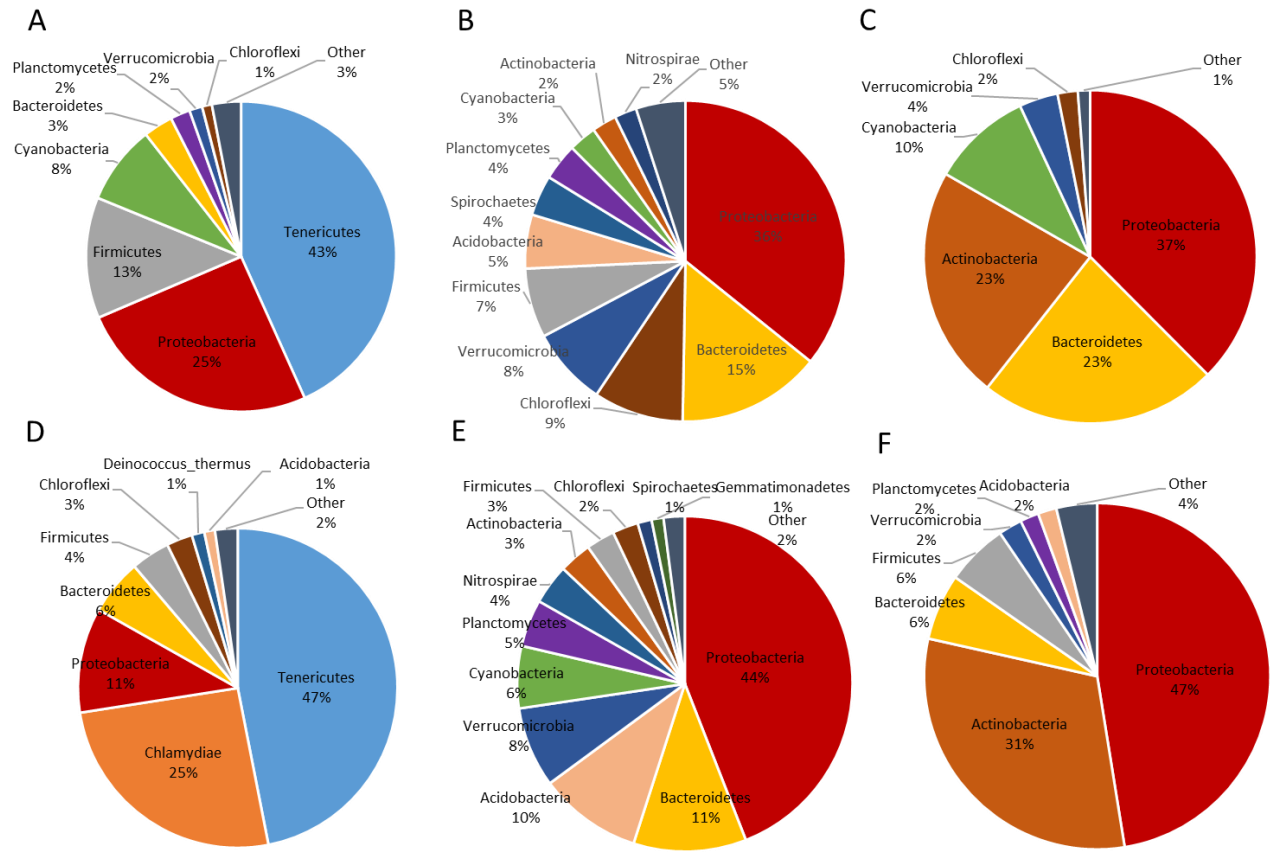 A
Tenericutes
43%
Proteobacteria
25%
Firmicutes
13%
Cyanobacteria
8%
Bacteroidetes
3%
Planctomycetes
2%
Verrucomicrobia
2%
Chloroflexi
1%
Other
3%
B
Proteobacteria
36%
Bacteroidetes
15%
Chloroflexi
9%
Verrucomicrobia
8%
Firmicutes
7%
Acidobacteria
5%
Spirochaetes
4%
Planctomycetes
4%
Cyanobacteria
3%
Actinobacteria
2%
Nitrospirae
2%
Other
5%
C
Proteobacteria
37%
Bacteroidetes
23%
Actinobacteria
23%
Cyanobacteria
10%
Verrucomicrobia
4%
Chloroflexi
2%
Other
1%
D
Tenericutes
47%
Chlamydiae
25%
Proteobacteria
11%
Bacteroidetes
6%
Firmicutes
4%
Chloroflexi
3%
Deinococcus_thermus
1%
Acidobacteria
1%
Other
2%
E
Proteobacteria
44%
Bacteroidetes
11%
Acidobacteria
10%
Verrucomicrobia
8%
Cyanobacteria
6%
Planctomycetes
5%
Nitrospirae
4%
Actinobacteria
3%
Firmicutes
3%
Chloroflexi
2%
Spirochaetes
1%
Gemmatimonadetes
1%
Other
2%
F
Proteobacteria
47%
Actinobacteria
31%
Bacteroidetes
6%
Firmicutes
6%
Verrucomicrobia
2%
Planctomycetes
2%
Acidobacteria
2%
Other
4%